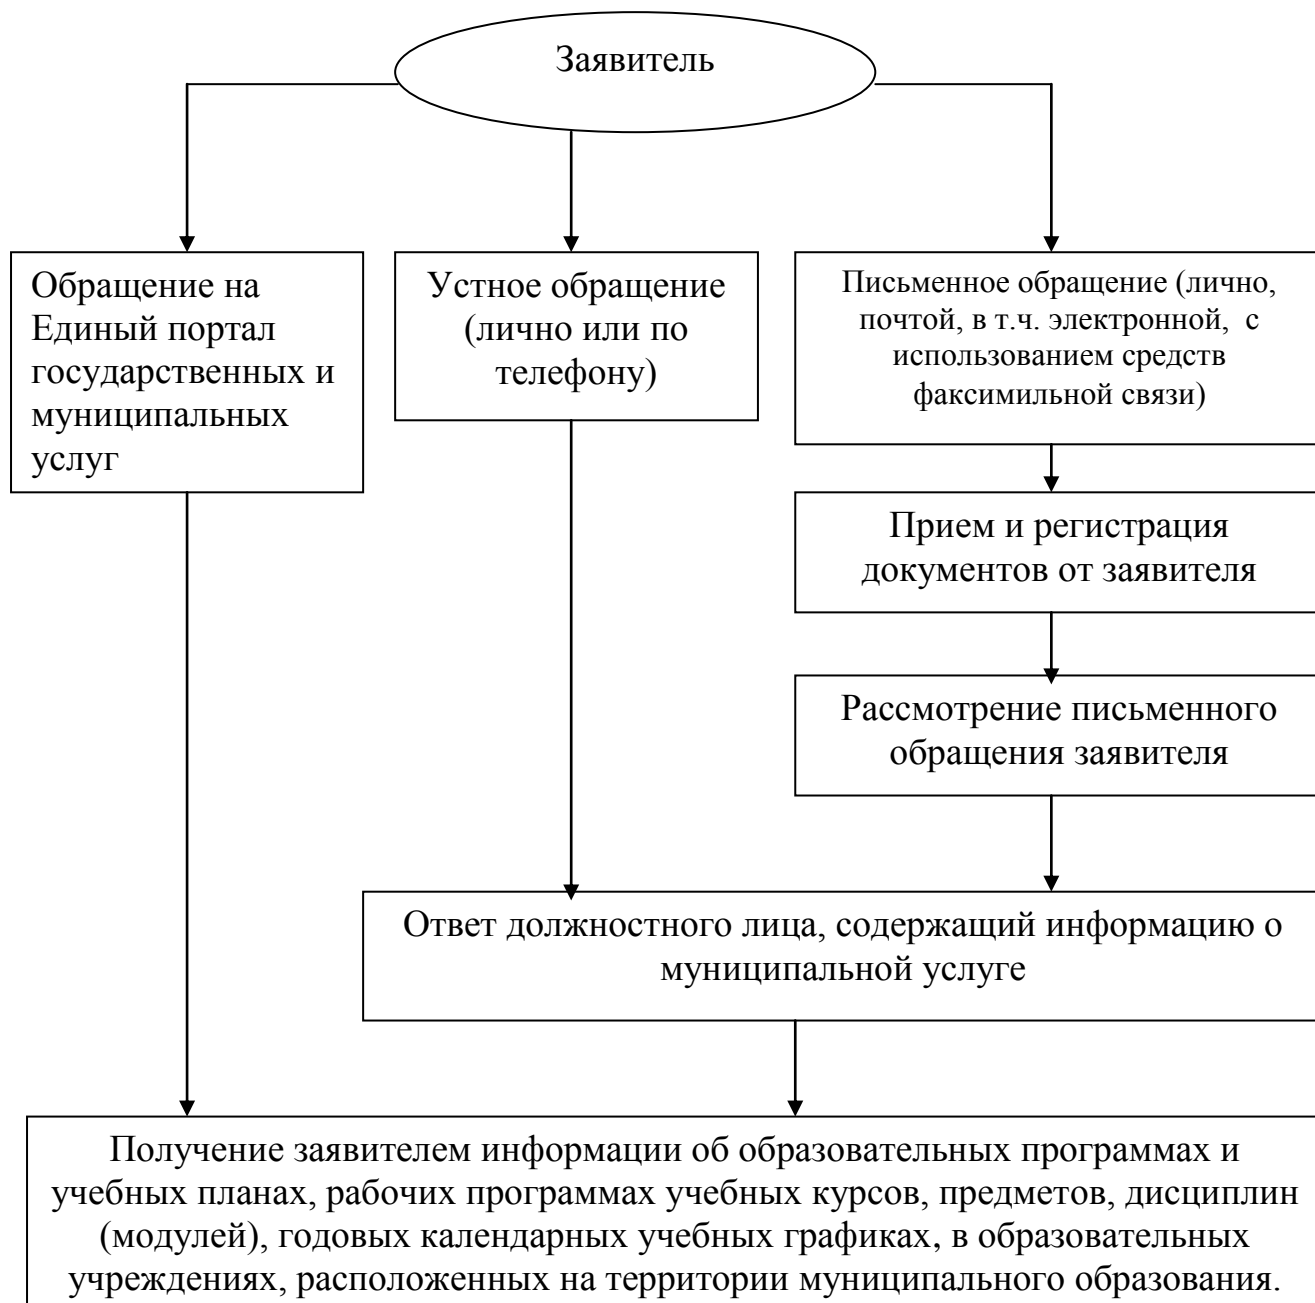 Заявитель
Обращение на
Единый портал
государственных и
муниципальных
услуг
Устное обращение
(лично или по
телефону)
Письменное обращение (лично,
почтой, в т.ч. электронной, с
использованием средств
факсимильной связи)
Прием и регистрация
документов от заявителя
Рассмотрение письменного
обращения заявителя
Ответ должностного лица, содержащий информацию о
муниципальной услуге
Получение заявителем информации об образовательных программах и
учебных планах, рабочих программах учебных курсов, предметов, дисциплин
(модулей), годовых календарных учебных графиках, в образовательных
учреждениях, расположенных на территории муниципального образования.